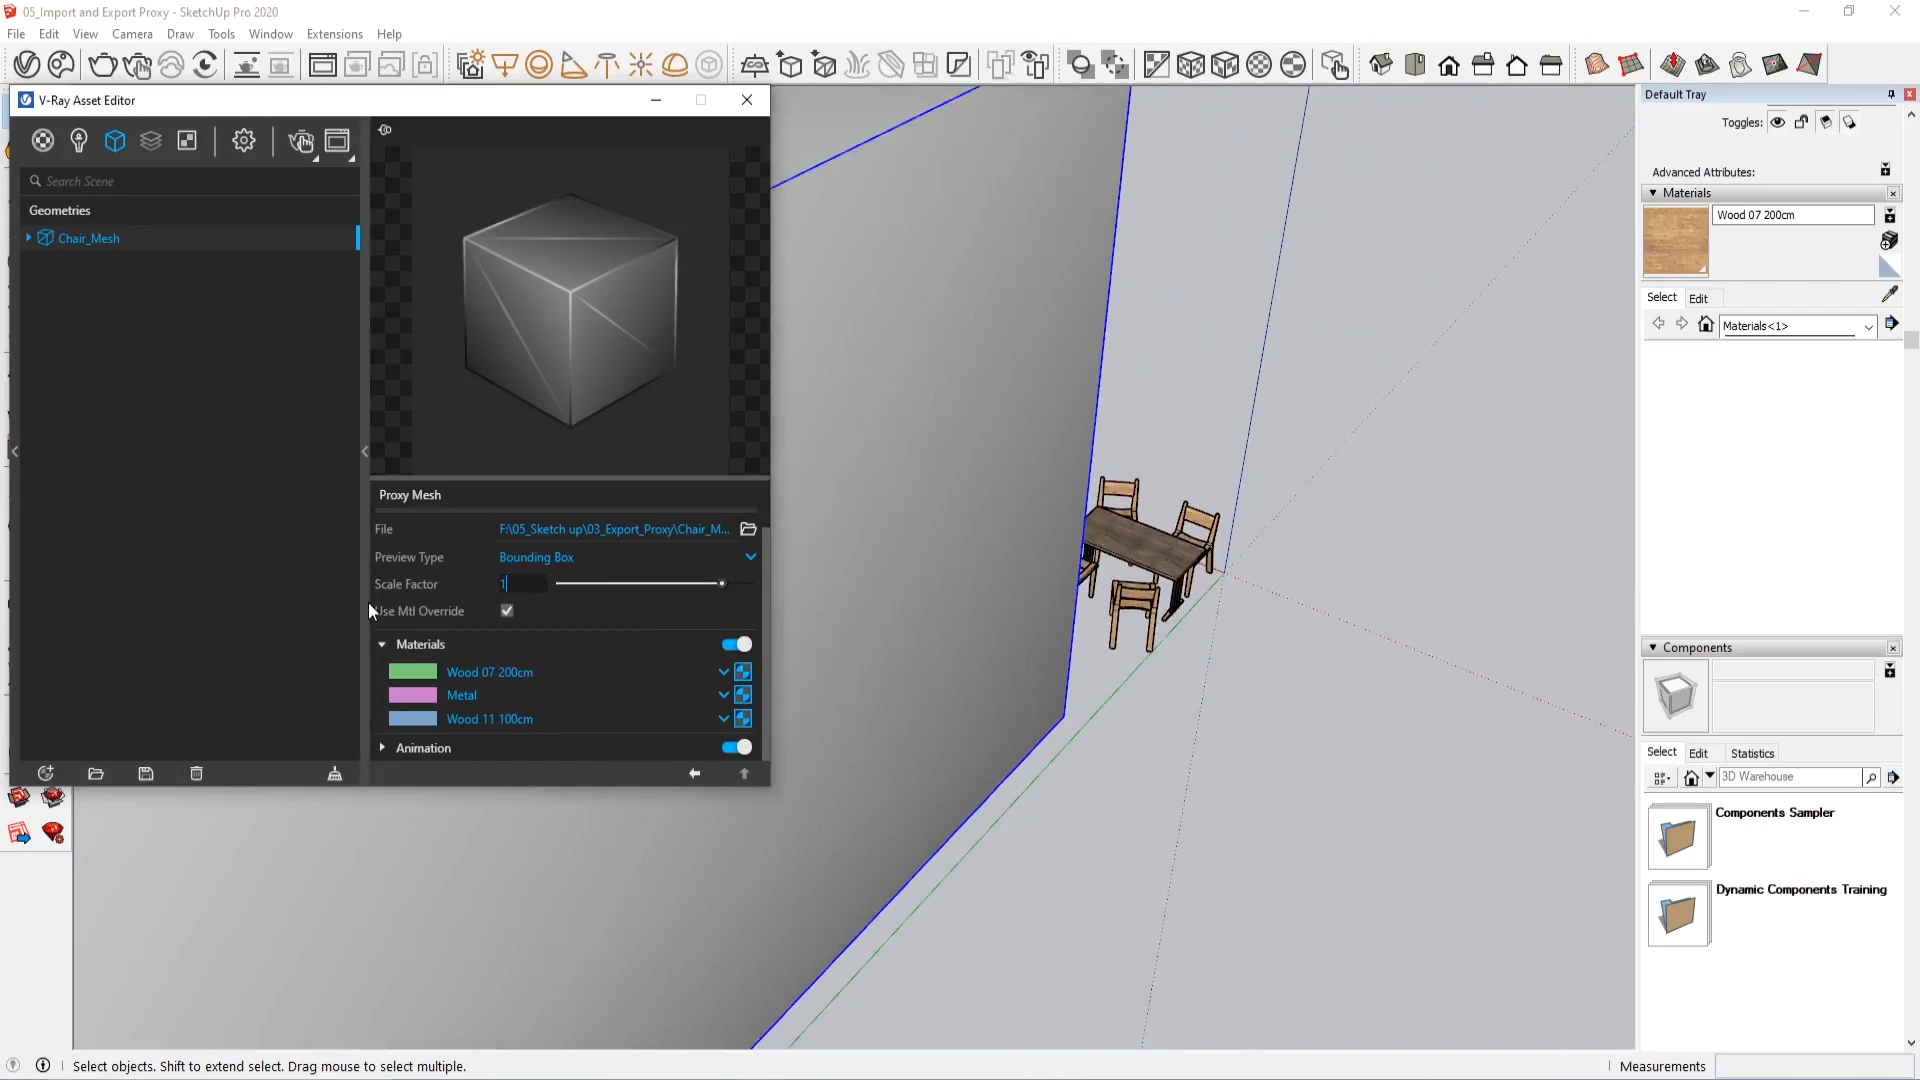 05_Import and Export Proxy - SketchUp Pro 2020
File Edit View Camera Draw Tools Window Extensions Help
V-Ray Asset Editor
Search Scene
Geometries
Chair_Mesh
Proxy Mesh
File F:\05_Sketch up\03_Export_Proxy\Chair_M...
Preview Type Bounding Box
Scale Factor 1
Use Mtl Override
Materials
Wood 07 200cm
Metal
Wood 11 100cm
Animation
Default Tray
Toggles:
Advanced Attributes:
Materials
Wood 07 200cm
Select Edit
Materials<1>
Components
Select Edit Statistics
3D Warehouse
Components Sampler
Dynamic Components Training
Select objects. Shift to extend select. Drag mouse to select multiple.
Measurements